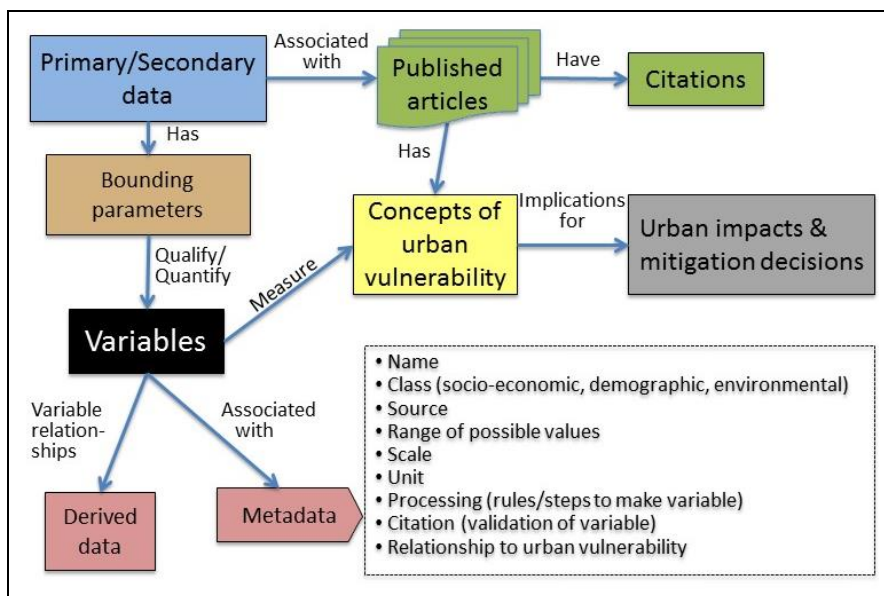 Primary/Secondary
data
Associated
with
Published
articles
Have
Citations
Has
Bounding
parameters
Has
Concepts of
urban
vulnerability
Implications
for
Urban impacts &
mitigation decisions
Qualify/
Quantify
Measure
Variables
Variable
relation-
ships
Associated
with
Derived
data
Metadata
• Name
• Class (socio-economic, demographic, environmental)
• Source
• Range of possible values
• Scale
• Unit
• Processing (rules/steps to make variable)
• Citation (validation of variable)
• Relationship to urban vulnerability